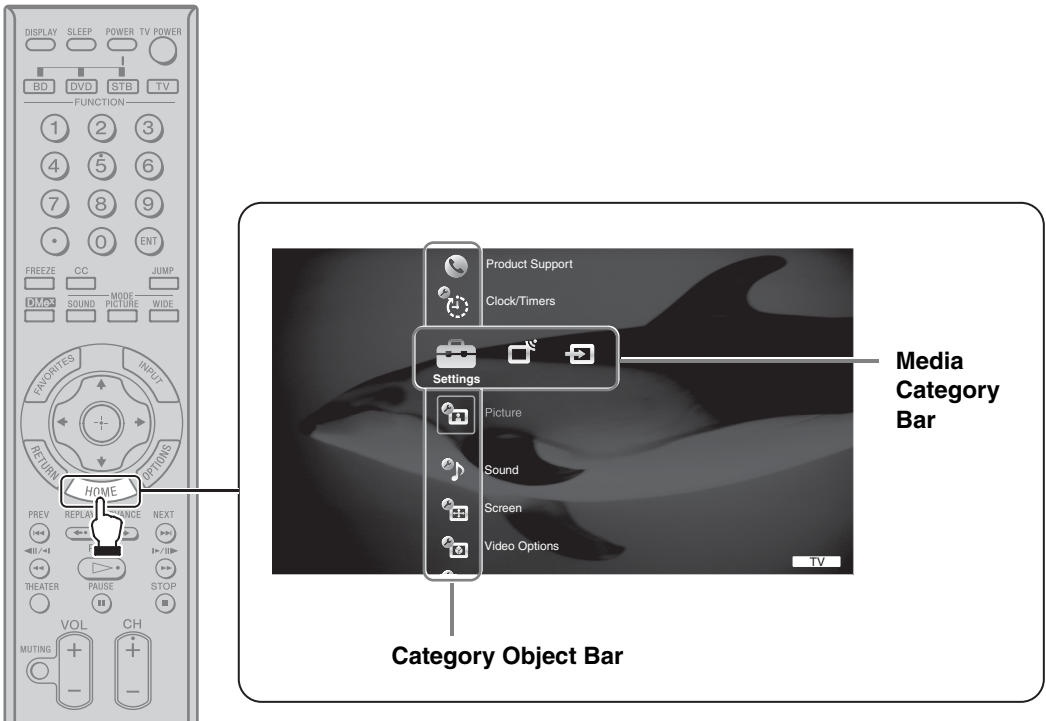 DISPLAY SLEEP POWER TV POWER
BD DVD STB TV
FUNCTION
1 2 3
4 5 6
7 8 9
• 0 ENT
FREEZE CC JUMP
MODE
DMex SOUND PICTURE WIDE
FAVORITES INPUT
RETURN OPTIONS
HOME
PREV NEXT
THEATER PAUSE STOP
VOL CH
MUTING + +
− −
Product Support
Clock/Timers
Settings
Picture
Sound
Screen
Video Options
TV
Media
Category
Bar
Category Object Bar